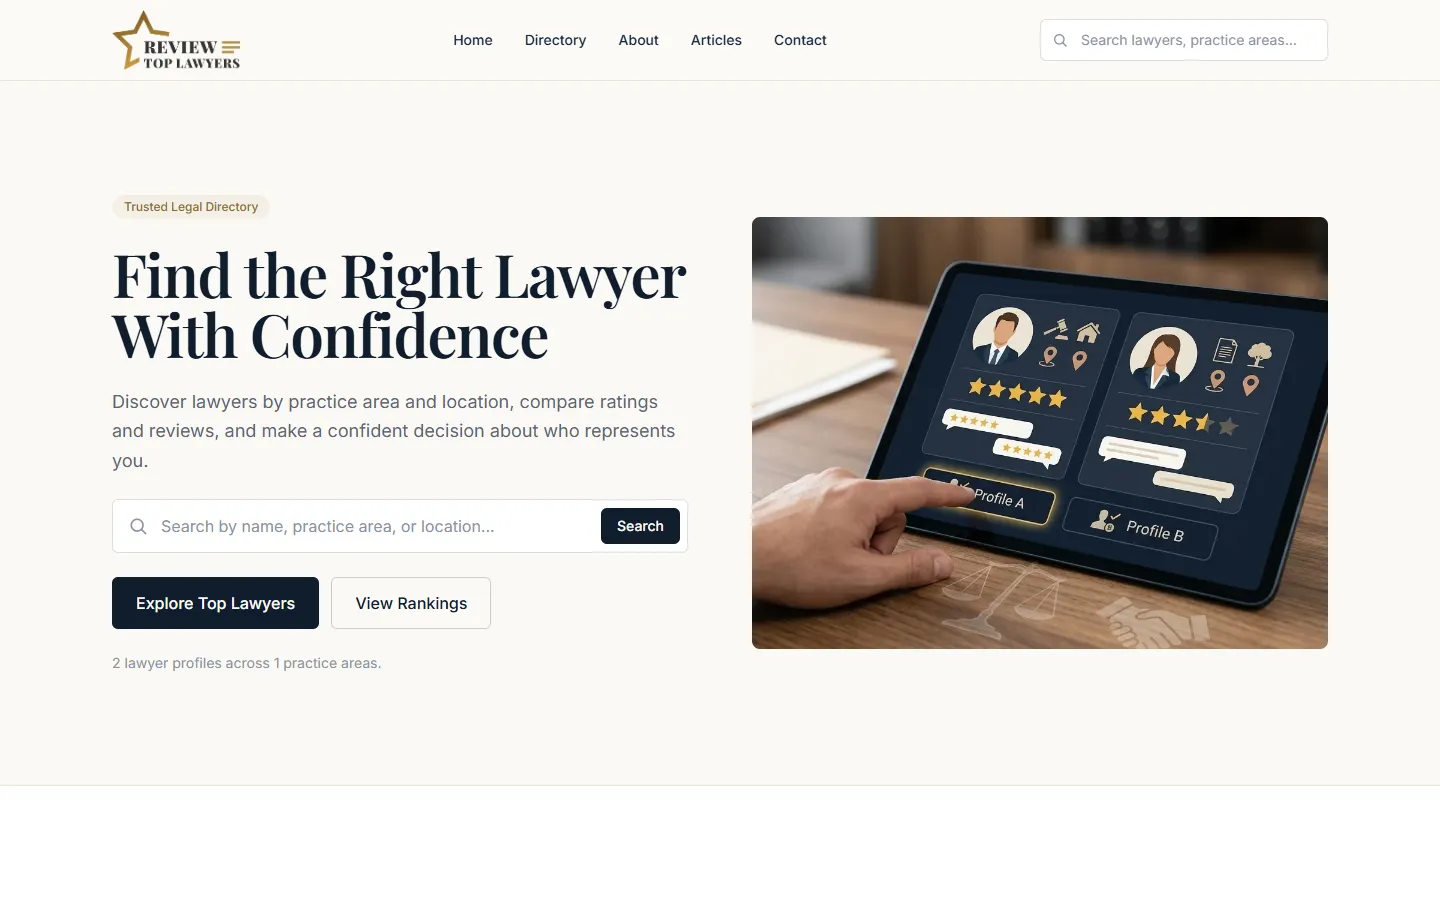 REVIEW
TOP LAWYERS
Home
Directory
About
Articles
Contact
Search lawyers, practice areas...
Trusted Legal Directory
Find the Right Lawyer
With Confidence
Discover lawyers by practice area and location, compare ratings
and reviews, and make a confident decision about who represents
you.
Search by name, practice area, or location...
Search
Explore Top Lawyers
View Rankings
2 lawyer profiles across 1 practice areas.
Profile A
Profile B